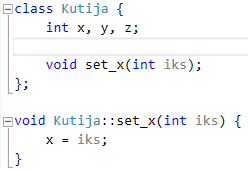 class Kutija {
    int x, y, z;

    void set_x(int iks);
};

void Kutija::set_x(int iks) {
    x = iks;
}